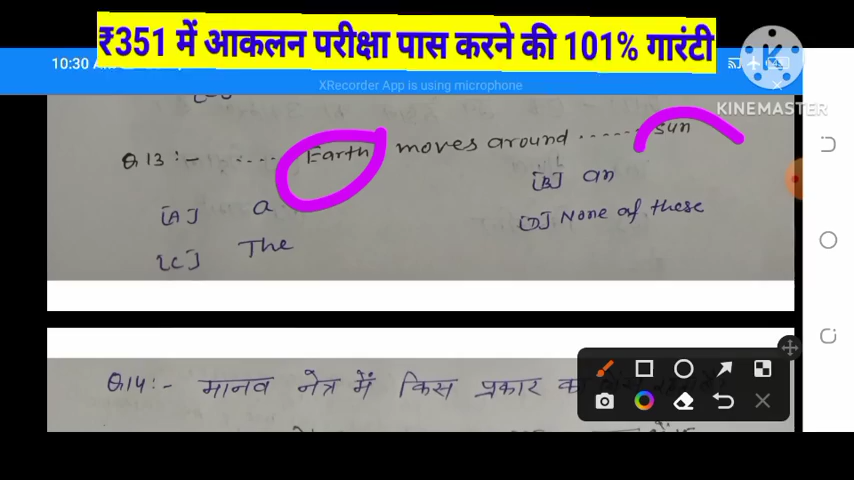 ₹351 में आकलन परीक्षा पास करने की 101% गारंटी
10:30
XRecorder App is using microphone
KINEMASTER
Q13:- ..... Earth moves around ...... sun
[A] a
[B] an
[C] The
[D] None of these
Q14:- मानव नेत्र में किस प्रकार का